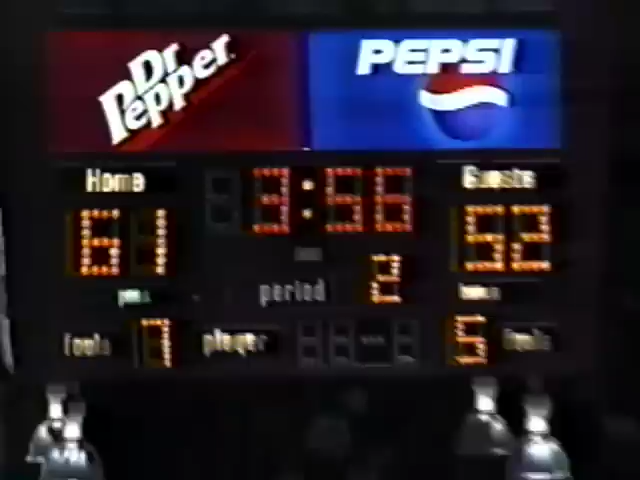 Dr Pepper
PEPSI
Home 3:56 Guests
61 52
period 2
fouls 7 player 5 fouls